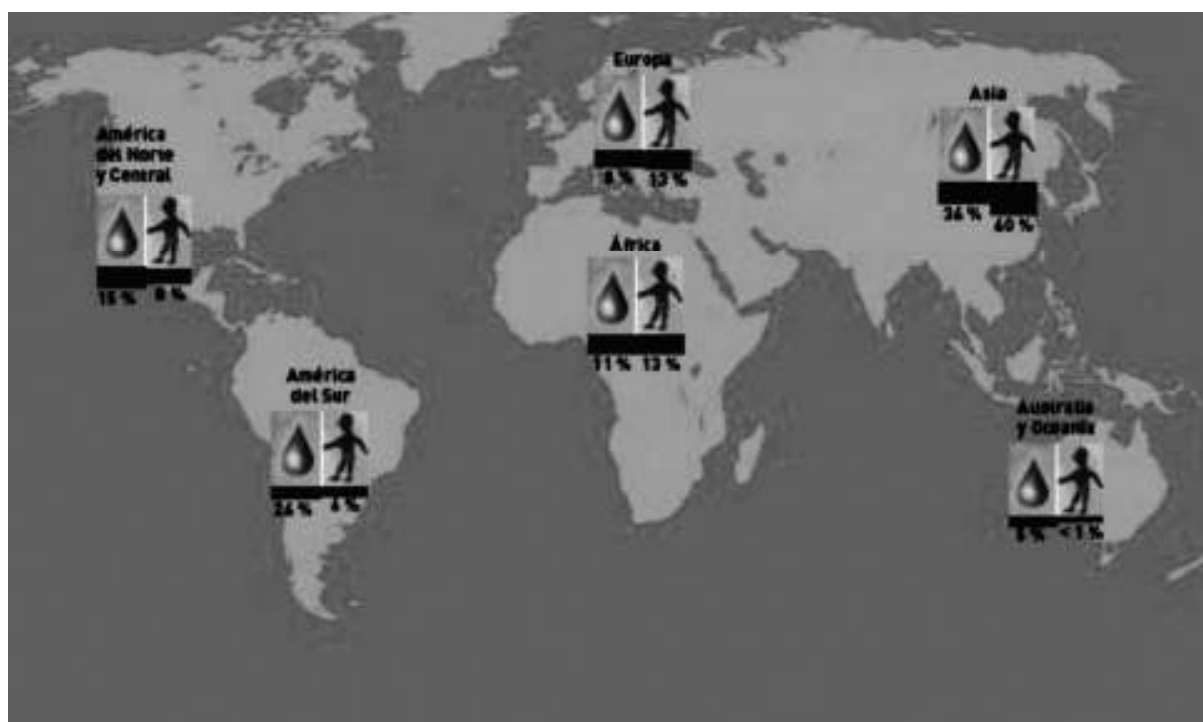 Europa
8 % 13 %
Asia
36 %
60 %
América
del Norte
y Central
15 % 8 %
África
11 % 13 %
América
del Sur
26 % 6 %
Australia
y Oceanía
5 % < 1 %